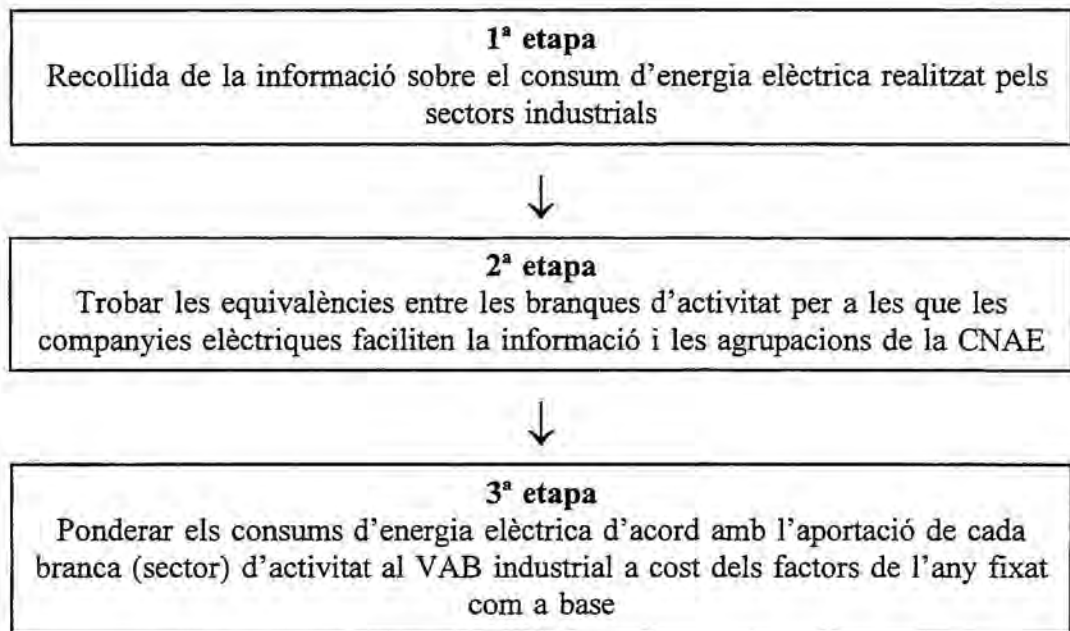 1ª etapa
Recollida de la informació sobre el consum d'energia elèctrica realitzat pels
sectors industrials
↓
2ª etapa
Trobar les equivalències entre les branques d'activitat per a les que les
companyies elèctriques faciliten la informació i les agrupacions de la CNAE
↓
3ª etapa
Ponderar els consums d'energia elèctrica d'acord amb l'aportació de cada
branca (sector) d'activitat al VAB industrial a cost dels factors de l'any fixat
com a base